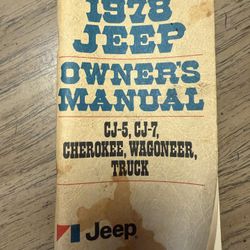 1978
JEEP
OWNER'S
MANUAL
CJ-5, CJ-7,
CHEROKEE, WAGONEER,
TRUCK
Jeep